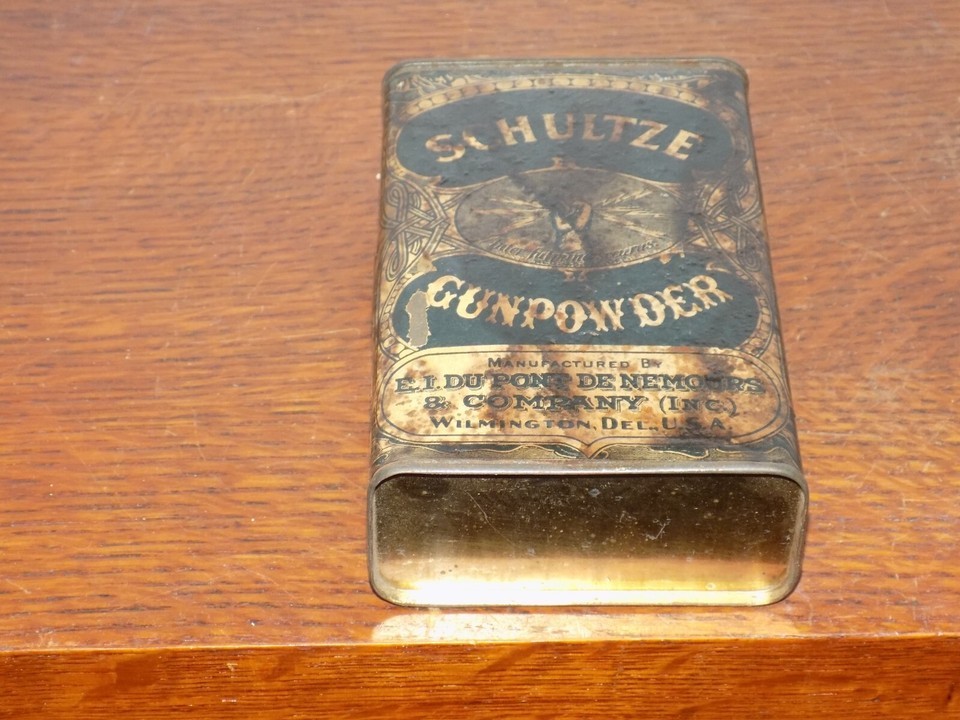 SCHULTZE
GUNPOWDER
MANUFACTURED BY
E. I. DU PONT DE NEMOURS
& COMPANY (INC.)
WILMINGTON, DEL., U.S.A.